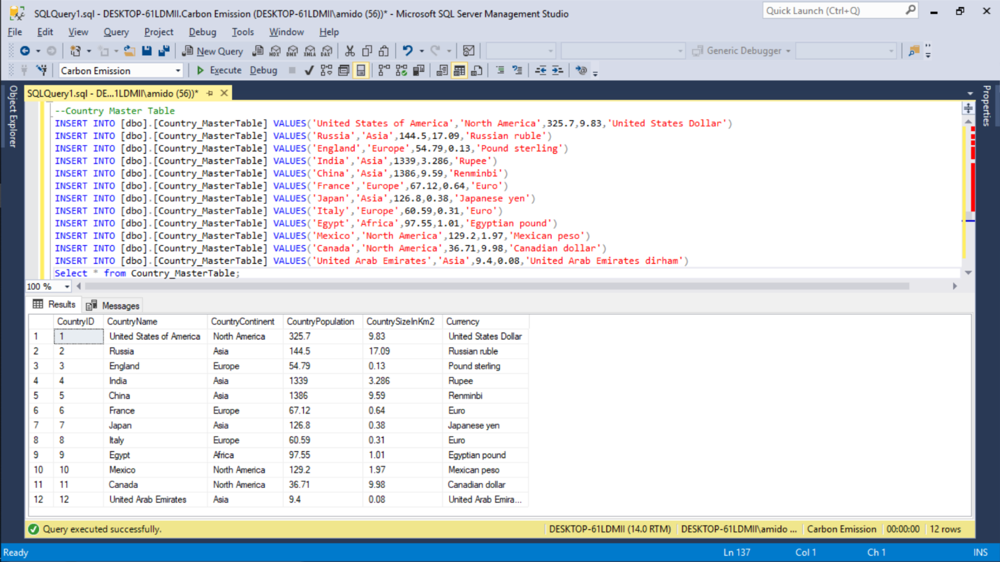 SQLQuery1.sql - DESKTOP-61LDMII.Carbon Emission (DESKTOP-61LDMII\amido (56))* - Microsoft SQL Server Management Studio
Quick Launch (Ctrl+Q)
File Edit View Query Project Debug Tools Window Help
New Query MDX DMX XMLA DAX Generic Debugger
Carbon Emission Execute Debug
Object Explorer
SQLQuery1.sql - DE...1LDMII\amido (56))*
Properties
--Country Master Table
INSERT INTO [dbo].[Country_MasterTable] VALUES('United States of America','North America',325.7,9.83,'United States Dollar')
INSERT INTO [dbo].[Country_MasterTable] VALUES('Russia','Asia',144.5,17.09,'Russian ruble')
INSERT INTO [dbo].[Country_MasterTable] VALUES('England','Europe',54.79,0.13,'Pound sterling')
INSERT INTO [dbo].[Country_MasterTable] VALUES('India','Asia',1339,3.286,'Rupee')
INSERT INTO [dbo].[Country_MasterTable] VALUES('China','Asia',1386,9.59,'Renminbi')
INSERT INTO [dbo].[Country_MasterTable] VALUES('France','Europe',67.12,0.64,'Euro')
INSERT INTO [dbo].[Country_MasterTable] VALUES('Japan','Asia',126.8,0.38,'Japanese yen')
INSERT INTO [dbo].[Country_MasterTable] VALUES('Italy','Europe',60.59,0.31,'Euro')
INSERT INTO [dbo].[Country_MasterTable] VALUES('Egypt','Africa',97.55,1.01,'Egyptian pound')
INSERT INTO [dbo].[Country_MasterTable] VALUES('Mexico','North America',129.2,1.97,'Mexican peso')
INSERT INTO [dbo].[Country_MasterTable] VALUES('Canada','North America',36.71,9.98,'Canadian dollar')
INSERT INTO [dbo].[Country_MasterTable] VALUES('United Arab Emirates','Asia',9.4,0.08,'United Arab Emirates dirham')
Select * from Country_MasterTable;
100 %
Results Messages
CountryID CountryName CountryContinent CountryPopulation CountrySizeInKm2 Currency
1 1 United States of America North America 325.7 9.83 United States Dollar
2 2 Russia Asia 144.5 17.09 Russian ruble
3 3 England Europe 54.79 0.13 Pound sterling
4 4 India Asia 1339 3.286 Rupee
5 5 China Asia 1386 9.59 Renminbi
6 6 France Europe 67.12 0.64 Euro
7 7 Japan Asia 126.8 0.38 Japanese yen
8 8 Italy Europe 60.59 0.31 Euro
9 9 Egypt Africa 97.55 1.01 Egyptian pound
10 10 Mexico North America 129.2 1.97 Mexican peso
11 11 Canada North America 36.71 9.98 Canadian dollar
12 12 United Arab Emirates Asia 9.4 0.08 United Arab Emira...
Query executed successfully. DESKTOP-61LDMII (14.0 RTM) DESKTOP-61LDMII\amido ... Carbon Emission 00:00:00 12 rows
Ready Ln 137 Col 1 Ch 1 INS